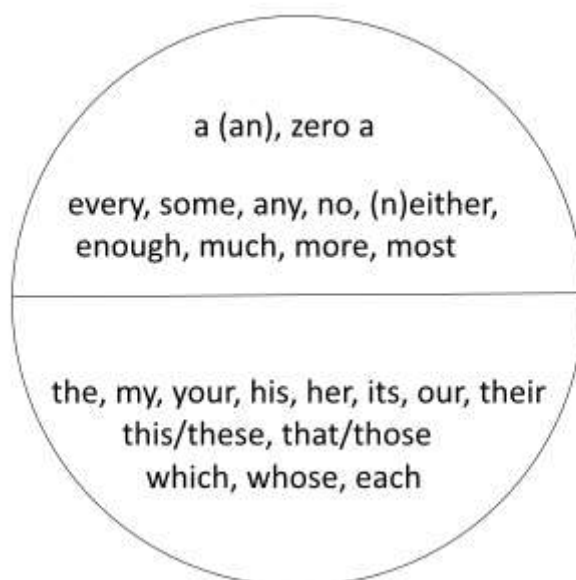 a (an), zero a
every, some, any, no, (n)either,
enough, much, more, most
the, my, your, his, her, its, our, their
this/these, that/those
which, whose, each